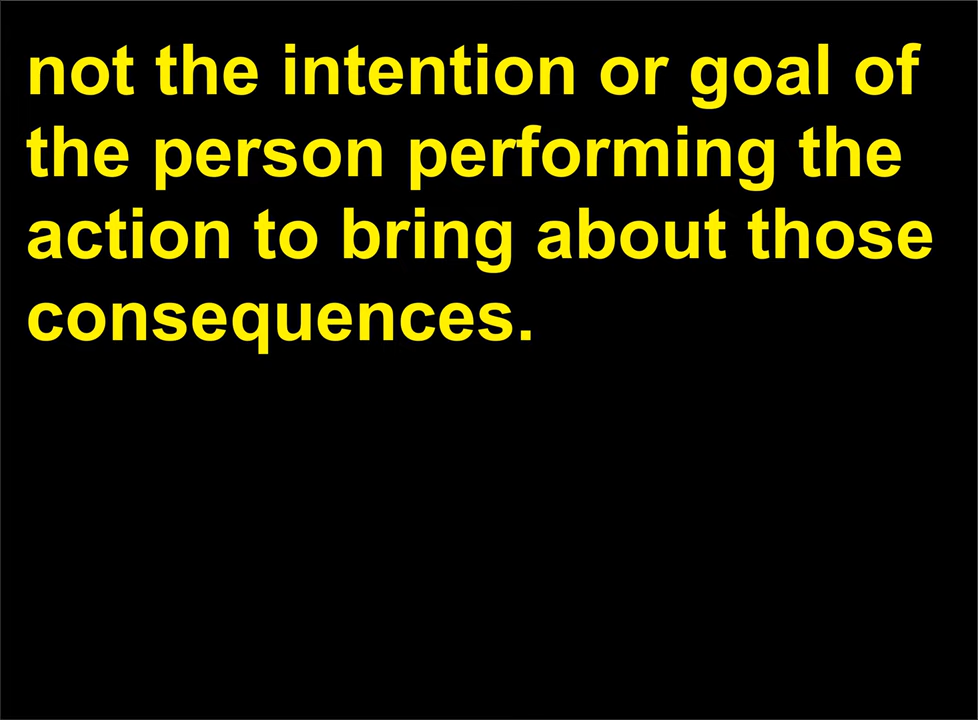 not the intention or goal of
the person performing the
action to bring about those
consequences.